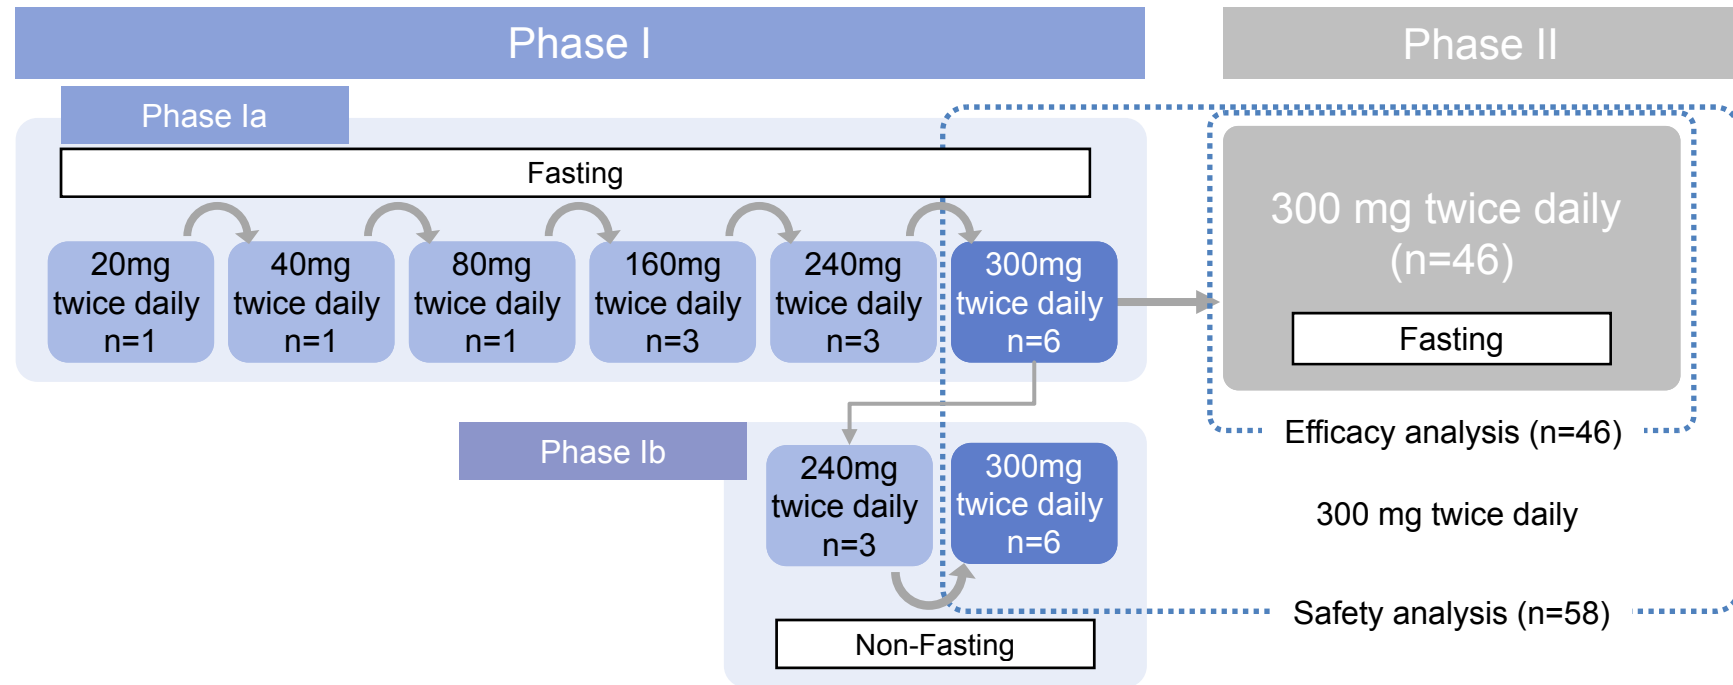 Phase I
Phase II
Phase Ia
Fasting
20mg
twice daily
n=1
40mg
twice daily
n=1
80mg
twice daily
n=1
160mg
twice daily
n=3
240mg
twice daily
n=3
300mg
twice daily
n=6
300 mg twice daily
(n=46)
Fasting
Efficacy analysis (n=46)
Phase Ib
240mg
twice daily
n=3
300mg
twice daily
n=6
Non-Fasting
300 mg twice daily
Safety analysis (n=58)